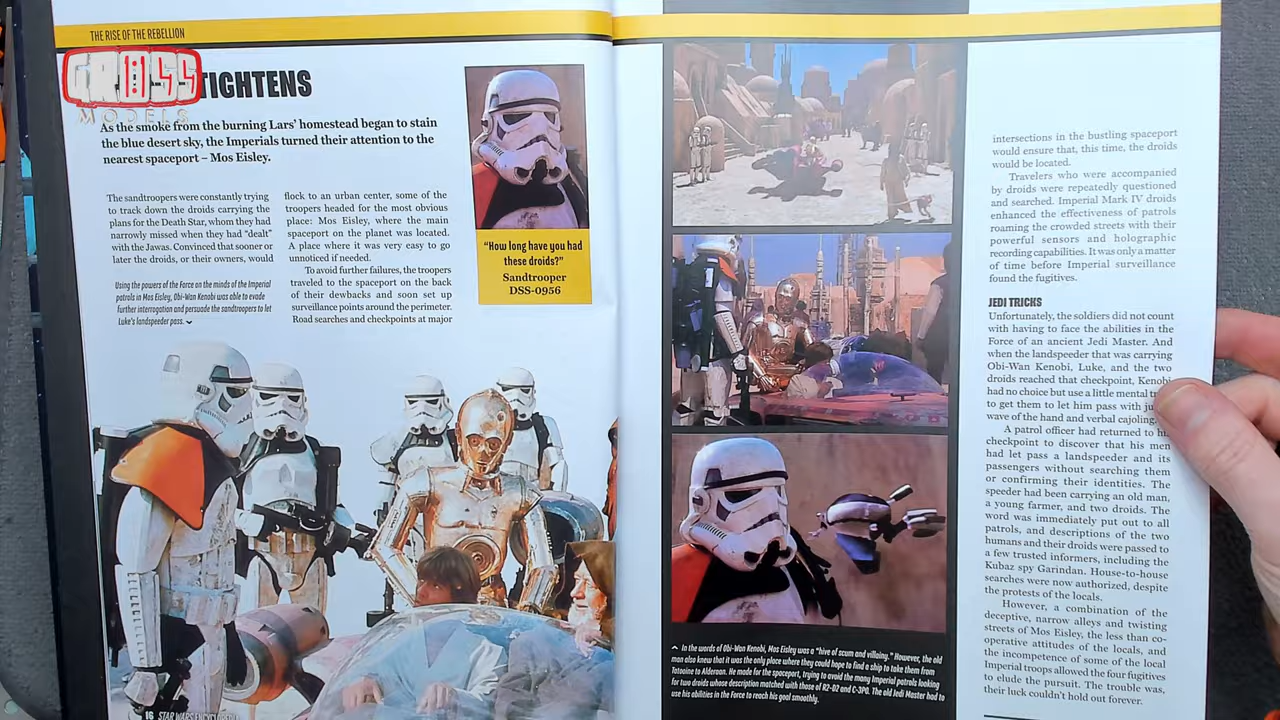 THE RISE OF THE REBELLION
GROSS
MODELS
TIGHTENS
As the smoke from the burning Lars' homestead began to stain
the blue desert sky, the Imperials turned their attention to the
nearest spaceport – Mos Eisley.
The sandtroopers were constantly trying
to track down the droids carrying the
plans for the Death Star, whom they had
narrowly missed when they had "dealt"
with the Jawas. Convinced that sooner or
later the droids, or their owners, would
Using the powers of the Force on the minds of the Imperial
patrols in Mos Eisley, Obi-Wan Kenobi was able to evade
further interrogation and persuade the sandtroopers to let
Luke's landspeeder pass.
flock to an urban center, some of the
troopers headed for the most obvious
place: Mos Eisley, where the main
spaceport on the planet was located.
A place where it was very easy to go
unnoticed if needed!
To avoid further failures, the troopers
traveled to the spaceport on the back
of their dewbacks and soon set up
surveillance points around the perimeter.
Road searches and checkpoints at major
"How long have you had
these droids?"
Sandtrooper
DSS-0956
16 STAR WARS ENCYCLOPEDIA
In the words of Obi-Wan Kenobi, Mos Eisley was a "hive of scum and villainy." However, the old
man also knew that it was the only place where they could hope to find a ship to take them from
Tatooine to Alderaan. He made for the spaceport, trying to avoid the many Imperial patrols looking
for two droids whose description matched with those of R2-D2 and C-3PO. The old Jedi Master had to
use his abilities in the Force to reach his goal smoothly.
intersections in the bustling spaceport
would ensure that, this time, the droids
would be located.
Travelers who were accompanied
by droids were repeatedly questioned
and searched. Imperial Mark IV droids
enhanced the effectiveness of patrols
roaming the crowded streets with their
powerful sensors and holographic
recording capabilities. It was only a matter
of time before Imperial surveillance
found the fugitives.
JEDI TRICKS
Unfortunately, the soldiers did not count
with having to face the abilities in the
Force of an ancient Jedi Master. And
when the landspeeder that was carrying
Obi-Wan Kenobi, Luke, and the two
droids reached that checkpoint, Kenobi
had no choice but use a little mental
to get them to let him pass with
wave of the hand and verbal cajoling.
A patrol officer had returned to
checkpoint to discover that his men
had let pass a landspeeder and its
passengers without searching them
or confirming their identities. The
speeder had been carrying an old man,
a young farmer, and two droids. The
word was immediately put out to all
patrols, and descriptions of the two
humans and their droids were passed to
a few trusted informers, including the
Kubaz spy Garindan. House-to-house
searches were now authorized, despite
the protests of the locals.
However, a combination of the
deceptive, narrow alleys and twisting
streets of Mos Eisley, the less than co-
operative attitudes of the locals, and
the incompetence of some of the local
Imperial troops allowed the four fugitives
to elude the pursuit. The trouble was,
their luck couldn't hold out forever.